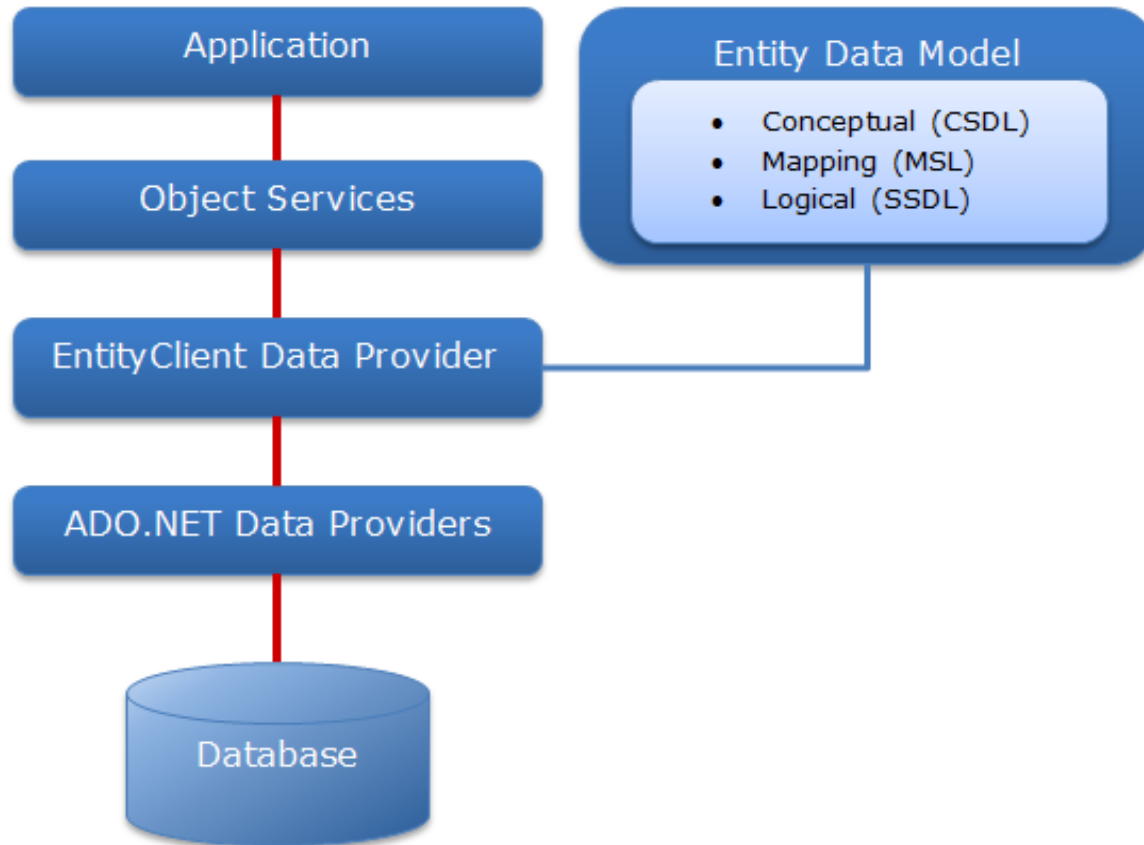 Application
Entity Data Model
• Conceptual (CSDL)
• Mapping (MSL)
• Logical (SSDL)
Object Services
EntityClient Data Provider
ADO.NET Data Providers
Database